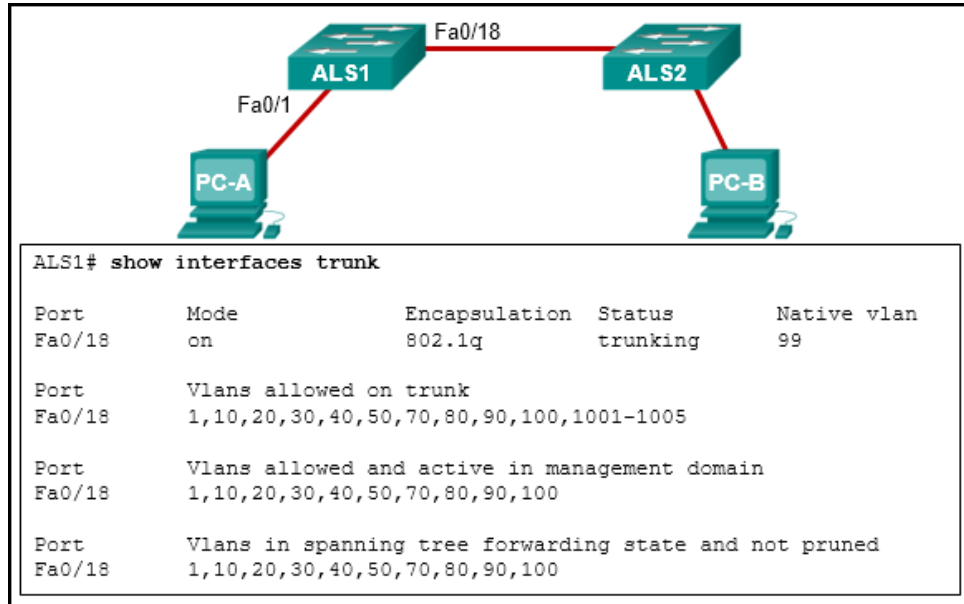 Fa0/18
ALS1
ALS2
Fa0/1
PC-A
PC-B
ALS1# show interfaces trunk
Port Mode Encapsulation Status Native vlan
Fa0/18 on 802.1q trunking 99
Port Vlans allowed on trunk
Fa0/18 1,10,20,30,40,50,70,80,90,100,1001-1005
Port Vlans allowed and active in management domain
Fa0/18 1,10,20,30,40,50,70,80,90,100
Port Vlans in spanning tree forwarding state and not pruned
Fa0/18 1,10,20,30,40,50,70,80,90,100